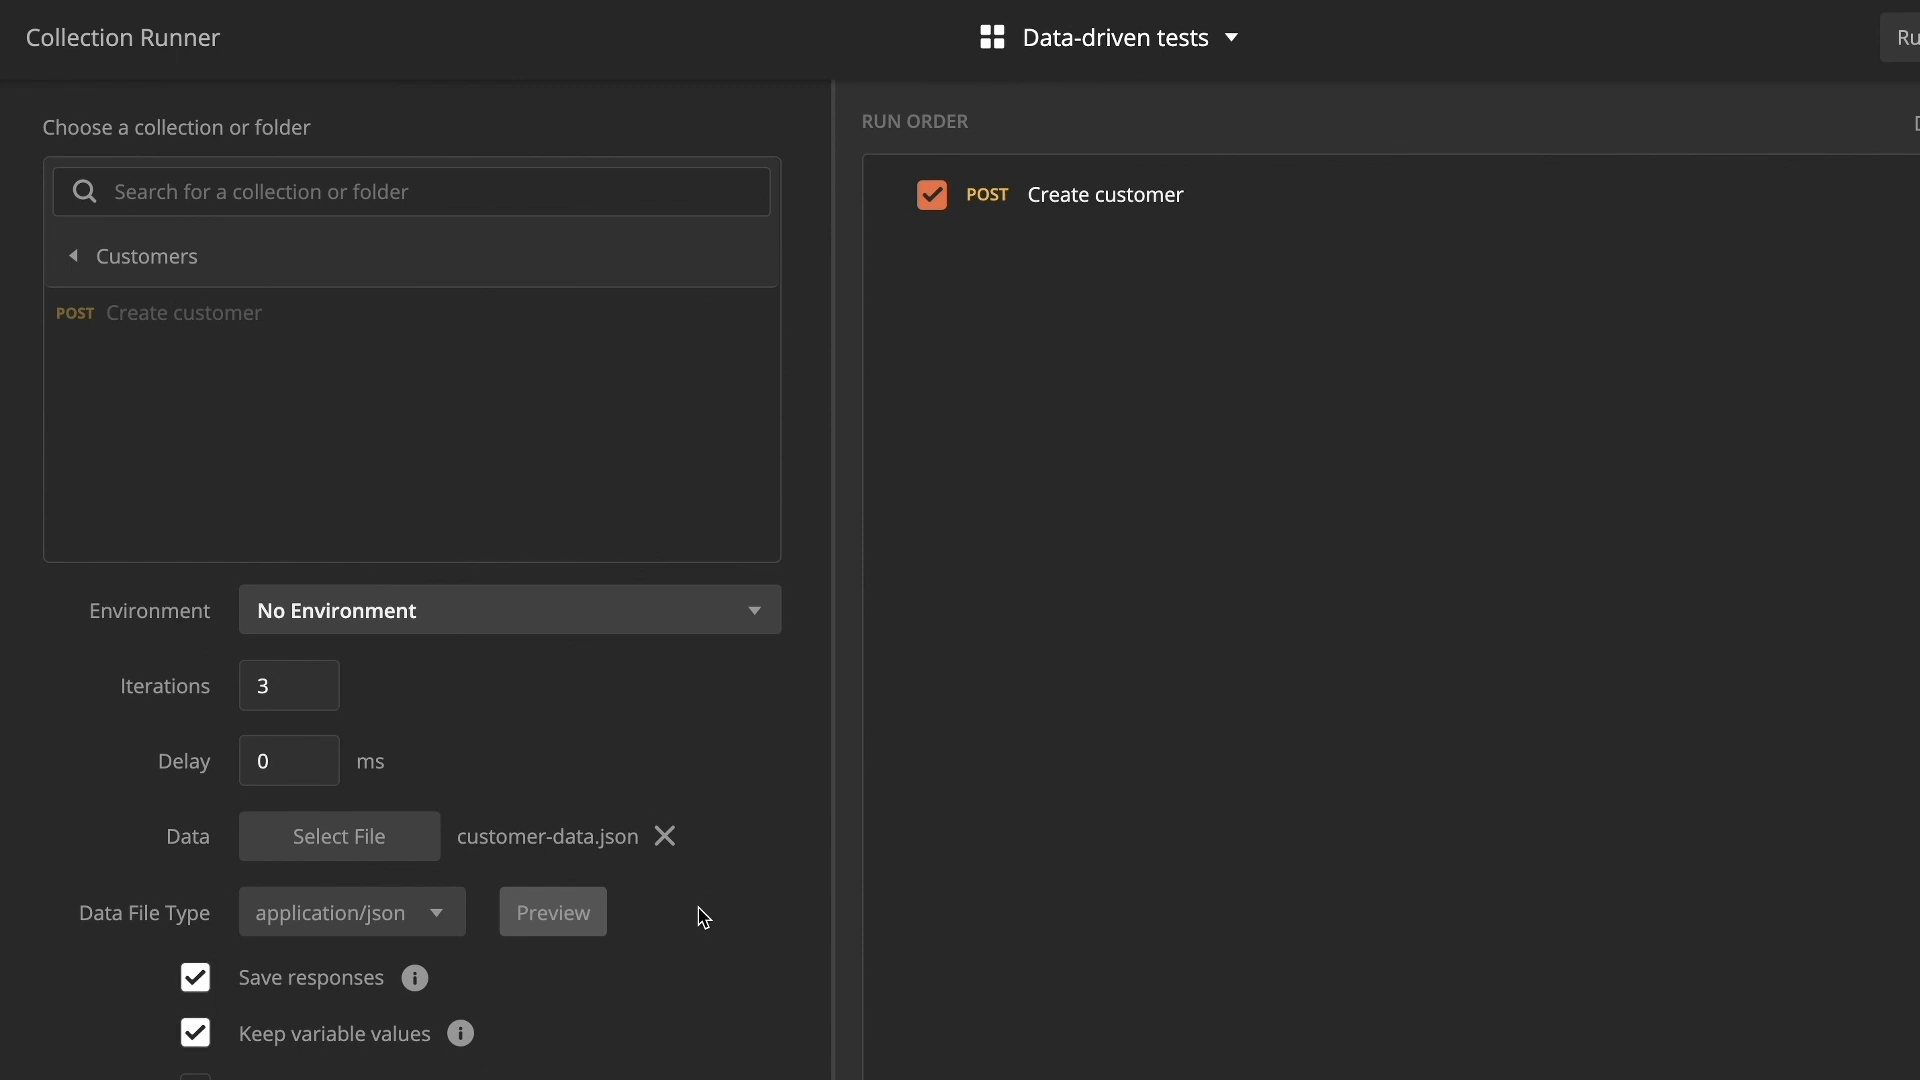 Collection Runner
Data-driven tests
Ru
Choose a collection or folder
Search for a collection or folder
Customers
POST Create customer
Environment No Environment
Iterations 3
Delay 0 ms
Data Select File customer-data.json
Data File Type application/json Preview
Save responses
Keep variable values
RUN ORDER
POST Create customer